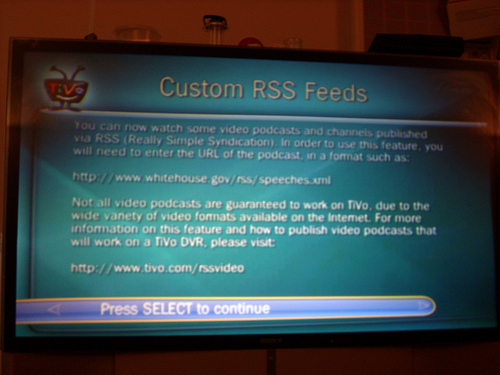 TiVo
Custom RSS Feeds
You can now watch some video podcasts and channels published
via RSS (Really Simple Syndication). In order to use this feature, you
will need to enter the URL of the podcast, in a format such as:
http://www.whitehouse.gov/rss/speeches.xml
Not all video podcasts are guaranteed to work on TiVo, due to the
wide variety of video formats available on the Internet. For more
information on this feature and how to publish video podcasts that
will work on a TiVo DVR, please visit:
http://www.tivo.com/rssvideo
Press SELECT to continue